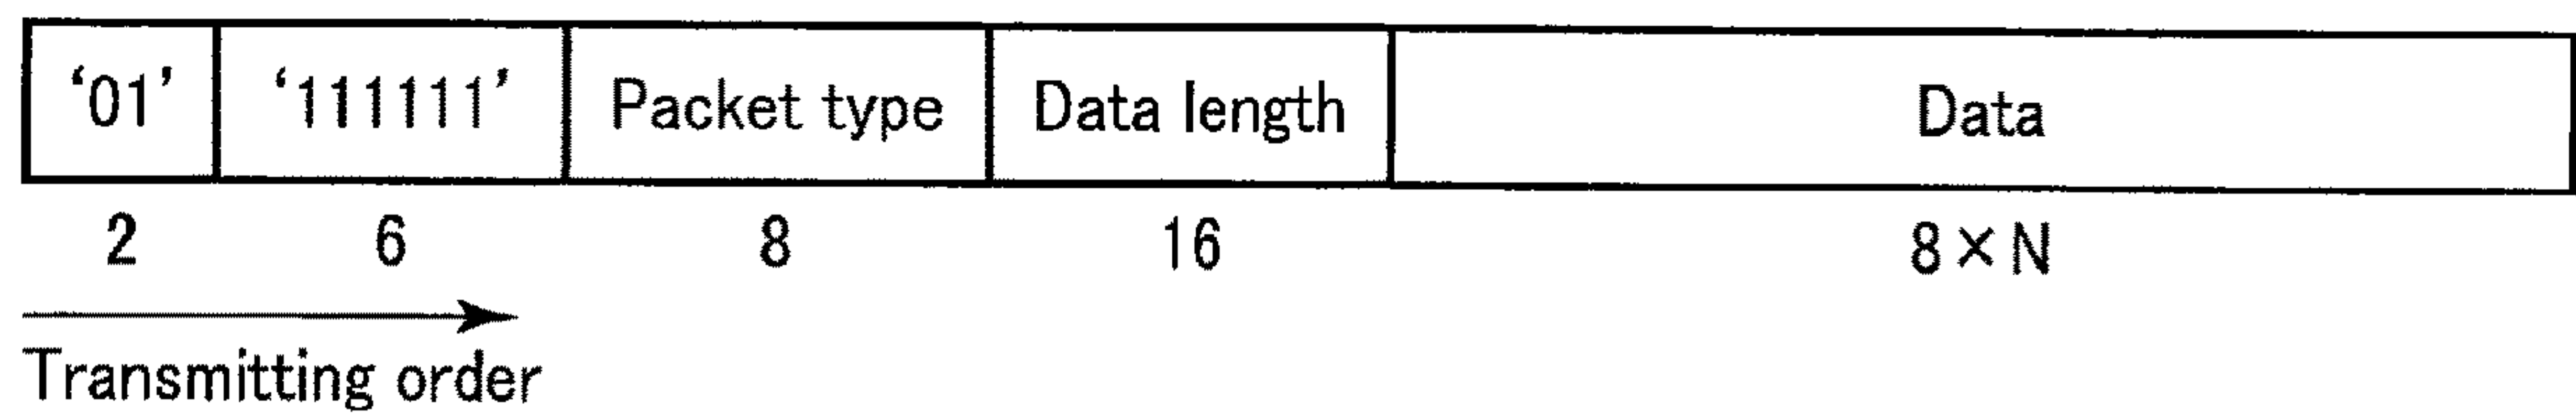 ‘01’ ‘111111’ Packet type Data length Data
2 6 8 16 8×N
Transmitting order